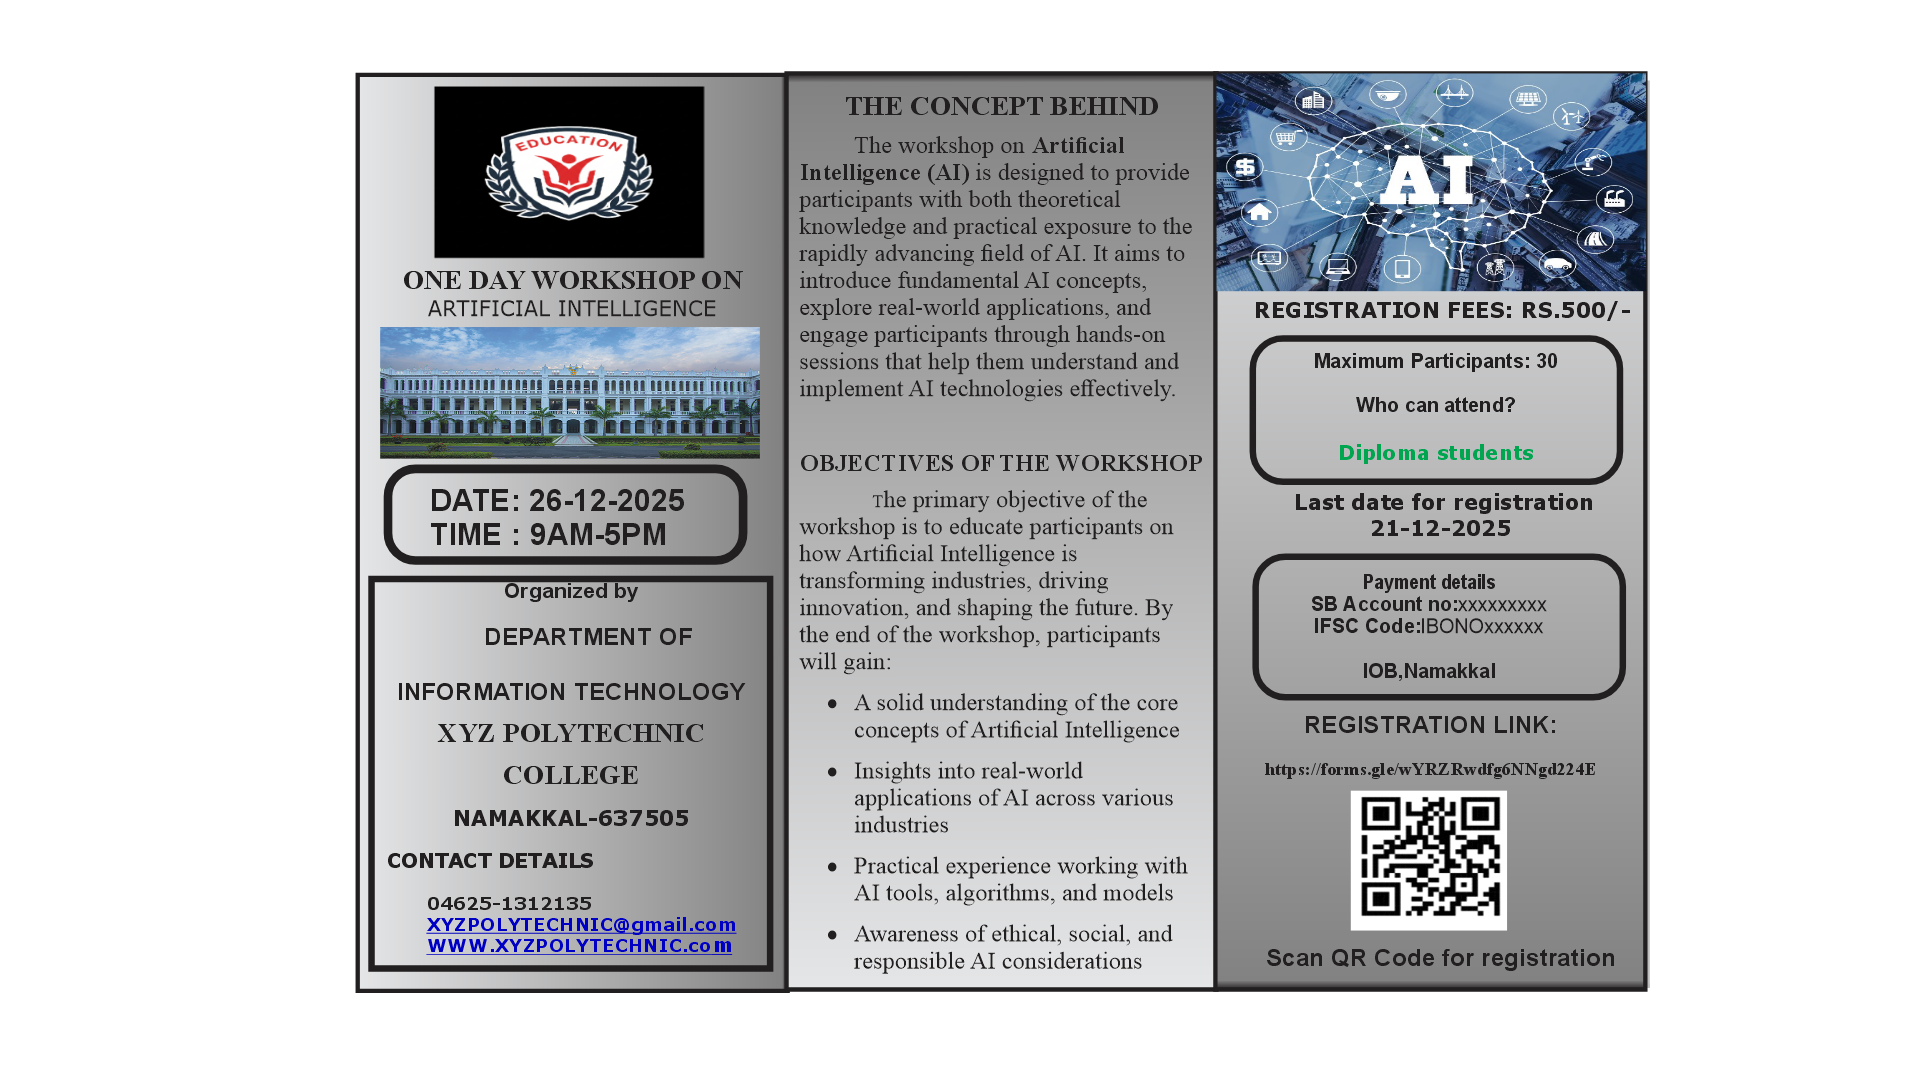 EDUCATION
ONE DAY WORKSHOP ON
ARTIFICIAL INTELLIGENCE
DATE: 26-12-2025
TIME : 9AM-5PM
Organized by
DEPARTMENT OF
INFORMATION TECHNOLOGY
XYZ POLYTECHNIC
COLLEGE
NAMAKKAL-637505
CONTACT DETAILS
04625-1312135
XYZPOLYTECHNIC@gmail.com
WWW.XYZPOLYTECHNIC.com
THE CONCEPT BEHIND
The workshop on Artificial
Intelligence (AI) is designed to provide
participants with both theoretical
knowledge and practical exposure to the
rapidly advancing field of AI. It aims to
introduce fundamental AI concepts,
explore real-world applications, and
engage participants through hands-on
sessions that help them understand and
implement AI technologies effectively.
OBJECTIVES OF THE WORKSHOP
The primary objective of the
workshop is to educate participants on
how Artificial Intelligence is
transforming industries, driving
innovation, and shaping the future. By
the end of the workshop, participants
will gain:
• A solid understanding of the core
concepts of Artificial Intelligence
• Insights into real-world
applications of AI across various
industries
• Practical experience working with
AI tools, algorithms, and models
• Awareness of ethical, social, and
responsible AI considerations
AI
REGISTRATION FEES: RS.500/-
Maximum Participants: 30
Who can attend?
Diploma students
Last date for registration
21-12-2025
Payment details
SB Account no:xxxxxxxxx
IFSC Code:IBONOxxxxxx
IOB,Namakkal
REGISTRATION LINK:
https://forms.gle/wYRZRwdfg6NNgd224E
Scan QR Code for registration